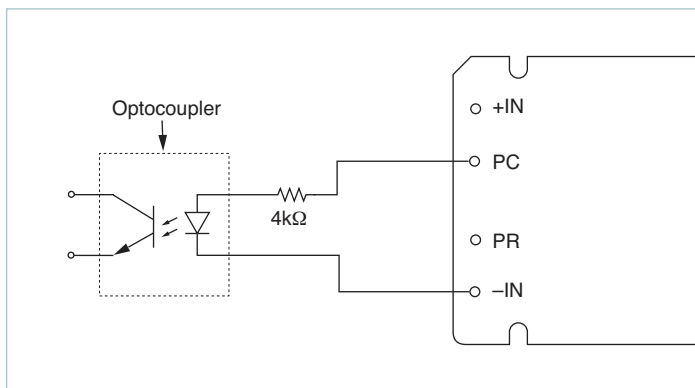 Optocoupler
+IN
PC
4kΩ
PR
–IN